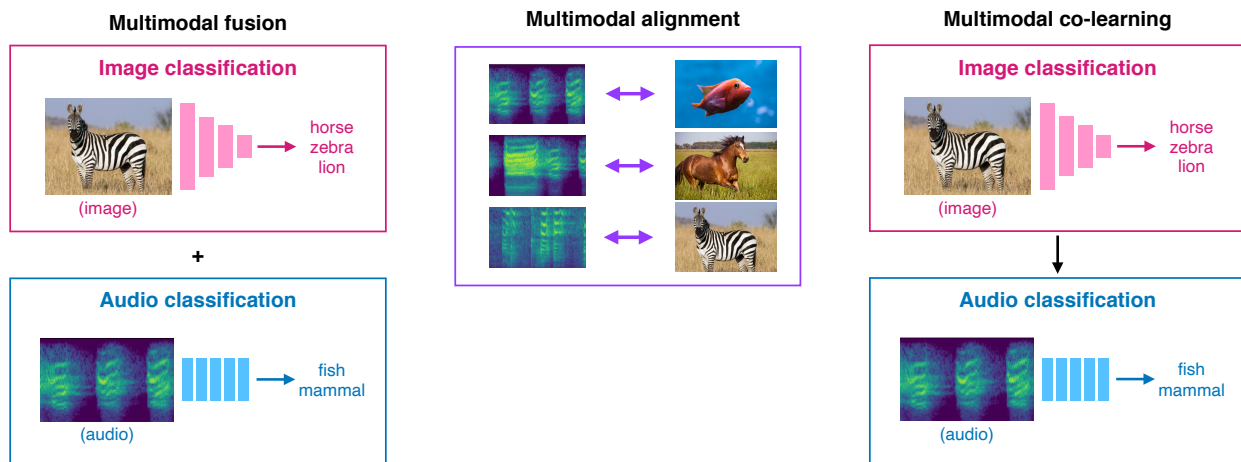 Multimodal fusion
Image classification
horse
zebra
lion
(image)
+
Audio classification
fish
mammal
(audio)
Multimodal alignment
Multimodal co-learning
Image classification
horse
zebra
lion
(image)
Audio classification
fish
mammal
(audio)